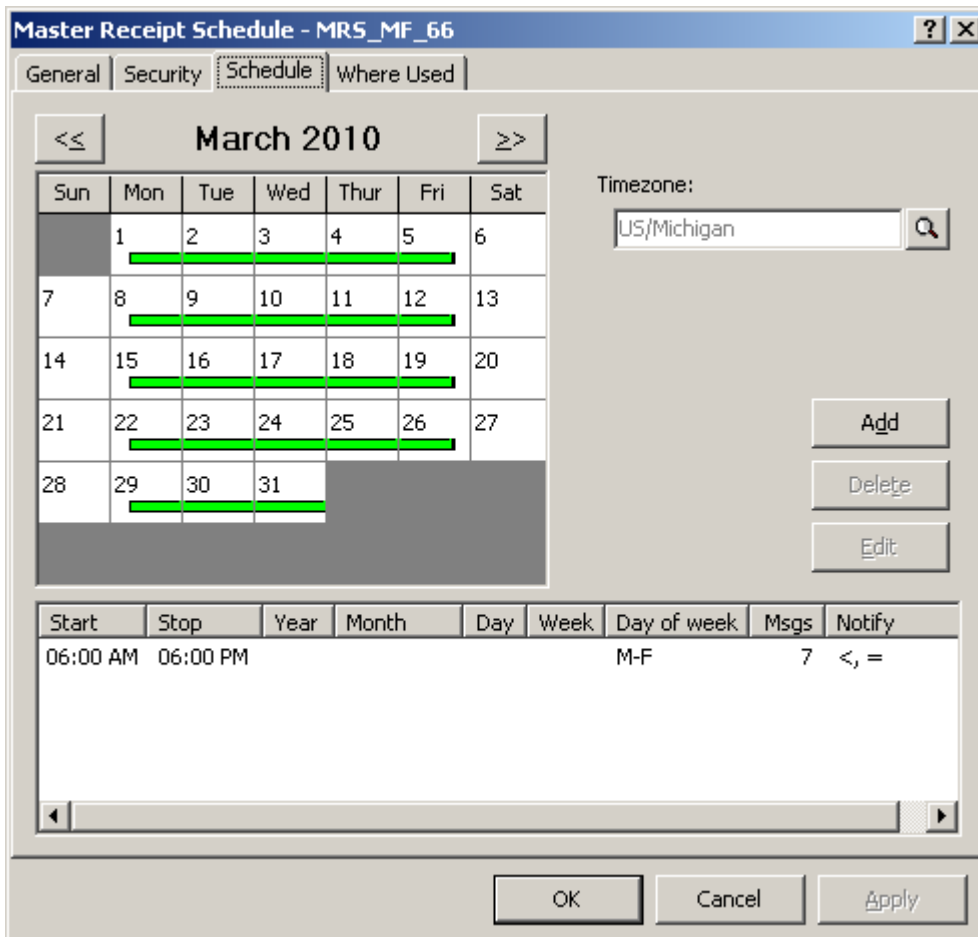 Master Receipt Schedule - MRS_MF_66 ? X
General Security Schedule Where Used
<< March 2010 >>
Sun Mon Tue Wed Thur Fri Sat
1 2 3 4 5 6
7 8 9 10 11 12 13
14 15 16 17 18 19 20
21 22 23 24 25 26 27
28 29 30 31
Timezone:
US/Michigan
Add
Delete
Edit
Start Stop Year Month Day Week Day of week Msgs Notify
06:00 AM 06:00 PM M-F 7 <, =
OK Cancel Apply